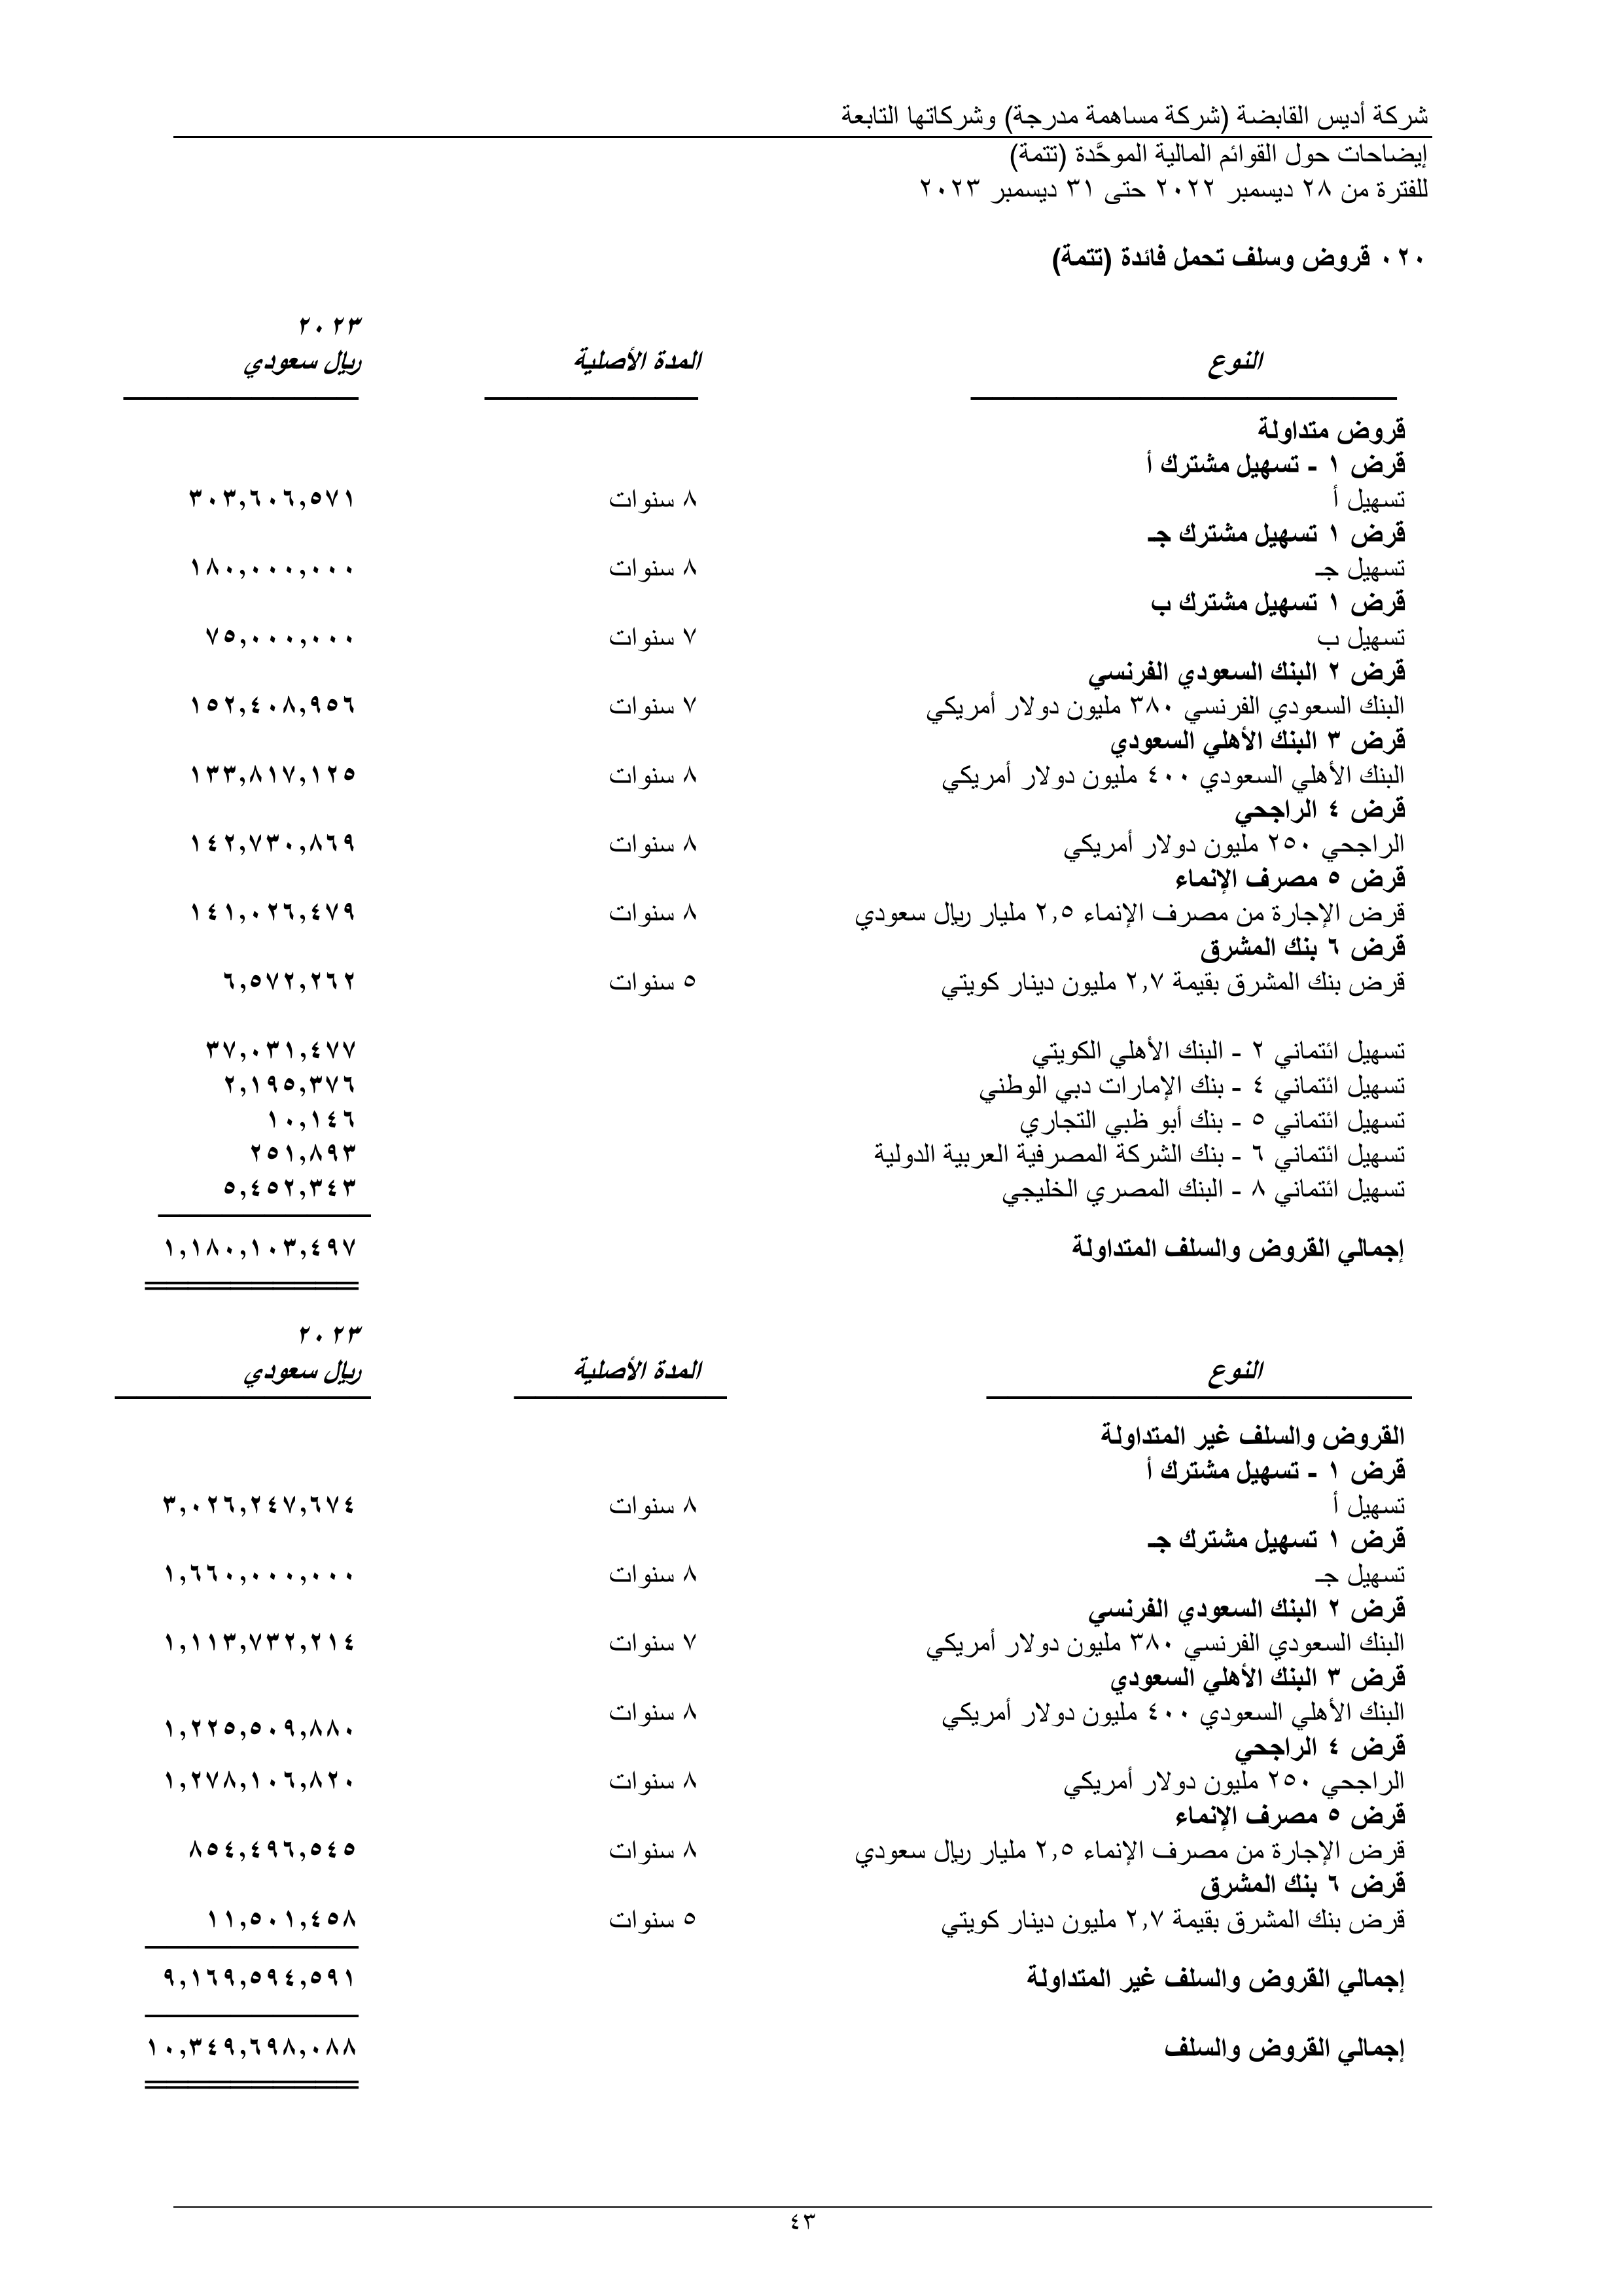 شركة أديس القابضة (شركة مساهمة مدرجة) وشركاتها التابعة
إيضاحات حول القوائم المالية الموحَّدة (تتمة)
للفترة من ٢٨ ديسمبر ٢٠٢٢ حتى ٣١ ديسمبر ٢٠٢٣
٠٢٠ قروض وسلف تحمل فائدة (تتمة)
٢٠٢٣
النوع المدة الأصلية ريال سعودي
قروض متداولة
قرض ١ - تسهيل مشترك أ
تسهيل أ ٨ سنوات ٣٠٣,٦٠٦,٥٧١
قرض ١ تسهيل مشترك جـ
تسهيل جـ ٨ سنوات ١٨٠,٠٠٠,٠٠٠
قرض ١ تسهيل مشترك ب
تسهيل ب ٧ سنوات ٧٥,٠٠٠,٠٠٠
قرض ٢ البنك السعودي الفرنسي
البنك السعودي الفرنسي ٣٨٠ مليون دولار أمريكي ٧ سنوات ١٥٢,٤٠٨,٩٥٦
قرض ٣ البنك الأهلي السعودي
البنك الأهلي السعودي ٤٠٠ مليون دولار أمريكي ٨ سنوات ١٣٣,٨١٧,١٢٥
قرض ٤ الراجحي
الراجحي ٢٥٠ مليون دولار أمريكي ٨ سنوات ١٤٢,٧٣٠,٨٦٩
قرض ٥ مصرف الإنماء
قرض الإجارة من مصرف الإنماء ٢,٥ مليار ريال سعودي ٨ سنوات ١٤١,٠٢٦,٤٧٩
قرض ٦ بنك المشرق
قرض بنك المشرق بقيمة ٢,٧ مليون دينار كويتي ٥ سنوات ٦,٥٧٢,٢٦٢
تسهيل ائتماني ٢ - البنك الأهلي الكويتي ٣٧,٠٣١,٤٧٧
تسهيل ائتماني ٤ - بنك الإمارات دبي الوطني ٢,١٩٥,٣٧٦
تسهيل ائتماني ٥ - بنك أبو ظبي التجاري ١٠,١٤٦
تسهيل ائتماني ٦ - بنك الشركة المصرفية العربية الدولية ٢٥١,٨٩٣
تسهيل ائتماني ٨ - البنك المصري الخليجي ٥,٤٥٢,٣٤٣
إجمالي القروض والسلف المتداولة ١,١٨٠,١٠٣,٤٩٧
٢٠٢٣
النوع المدة الأصلية ريال سعودي
القروض والسلف غير المتداولة
قرض ١ - تسهيل مشترك أ
تسهيل أ ٨ سنوات ٣,٠٢٦,٢٤٧,٦٧٤
قرض ١ تسهيل مشترك جـ
تسهيل جـ ٨ سنوات ١,٦٦٠,٠٠٠,٠٠٠
قرض ٢ البنك السعودي الفرنسي
البنك السعودي الفرنسي ٣٨٠ مليون دولار أمريكي ٧ سنوات ١,١١٣,٧٣٢,٢١٤
قرض ٣ البنك الأهلي السعودي
البنك الأهلي السعودي ٤٠٠ مليون دولار أمريكي ٨ سنوات ١,٢٢٥,٥٠٩,٨٨٠
قرض ٤ الراجحي
الراجحي ٢٥٠ مليون دولار أمريكي ٨ سنوات ١,٢٧٨,١٠٦,٨٢٠
قرض ٥ مصرف الإنماء
قرض الإجارة من مصرف الإنماء ٢,٥ مليار ريال سعودي ٨ سنوات ٨٥٤,٤٩٦,٥٤٥
قرض ٦ بنك المشرق
قرض بنك المشرق بقيمة ٢,٧ مليون دينار كويتي ٥ سنوات ١١,٥٠١,٤٥٨
إجمالي القروض والسلف غير المتداولة ٩,١٦٩,٥٩٤,٥٩١
إجمالي القروض والسلف ١٠,٣٤٩,٦٩٨,٠٨٨
٤٣